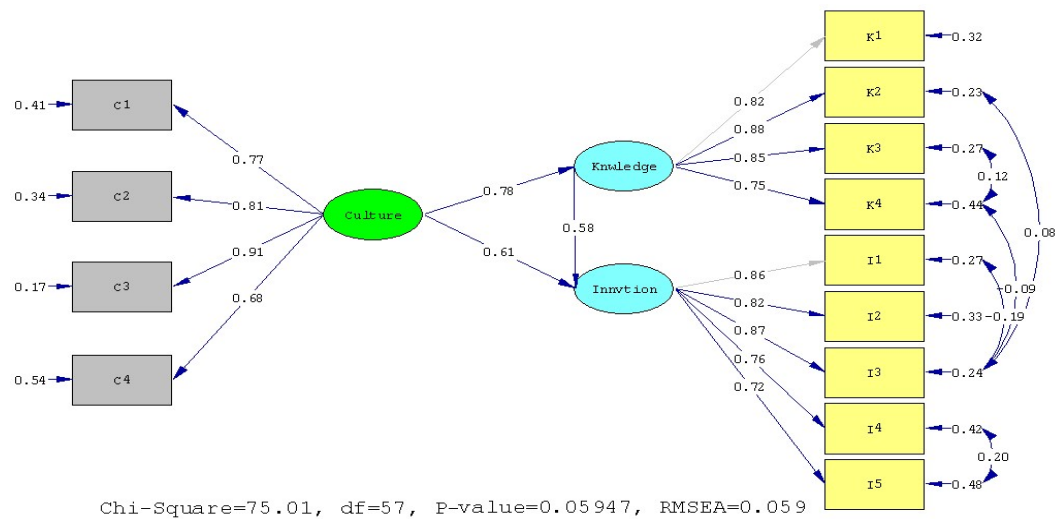 K1
0.32
K2
0.23
K3
0.27
K4
0.44
I1
0.27
I2
0.33
I3
0.24
I4
0.42
I5
0.48
0.12
0.08
-0.09
-0.19
0.20
0.41
C1
0.34
C2
0.17
C3
0.54
C4
0.77
0.81
0.91
0.68
Culture
0.78
0.61
Knwledge
0.58
Innvtion
0.82
0.88
0.85
0.75
0.86
0.82
0.87
0.76
0.72
Chi-Square=75.01, df=57, P-value=0.05947, RMSEA=0.059